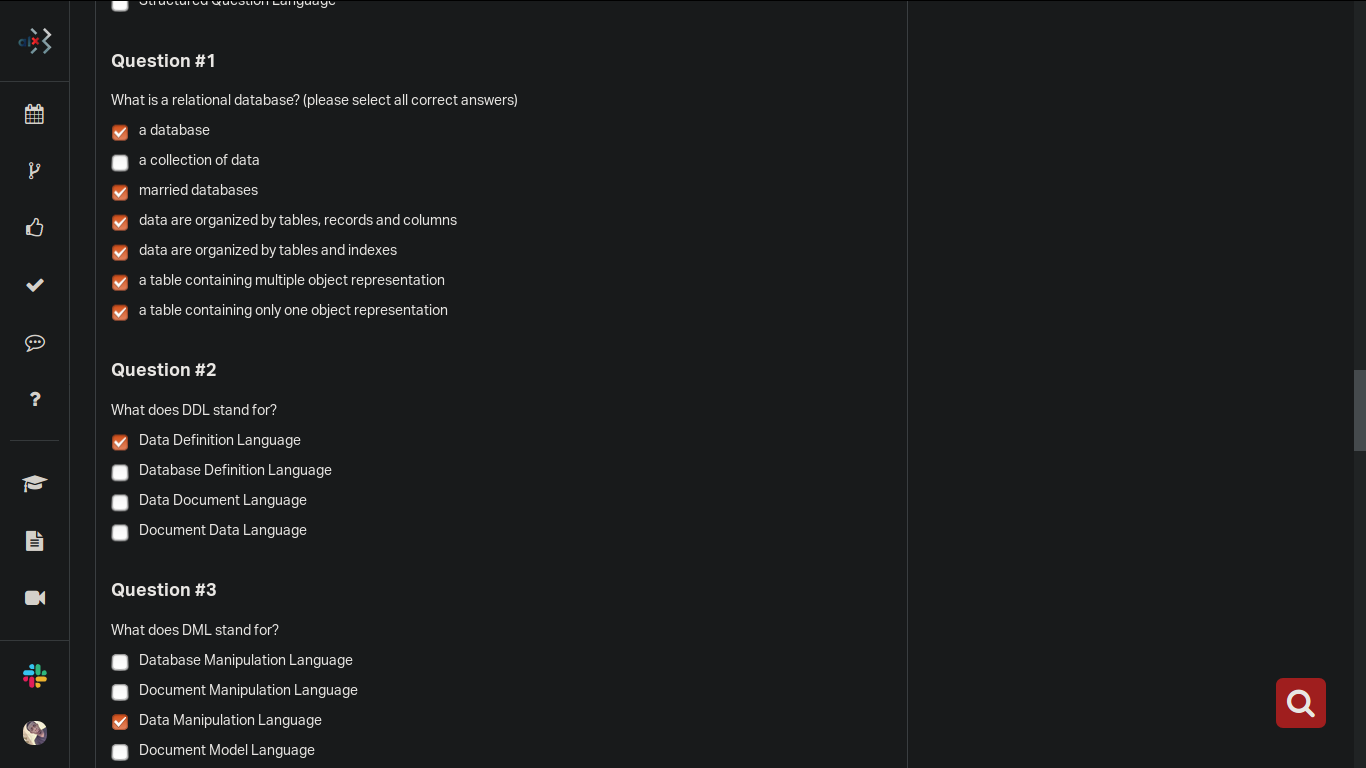 Structured Question Language
alx
Question #1
What is a relational database? (please select all correct answers)
a database
a collection of data
married databases
data are organized by tables, records and columns
data are organized by tables and indexes
a table containing multiple object representation
a table containing only one object representation
Question #2
What does DDL stand for?
Data Definition Language
Database Definition Language
Data Document Language
Document Data Language
Question #3
What does DML stand for?
Database Manipulation Language
Document Manipulation Language
Data Manipulation Language
Document Model Language